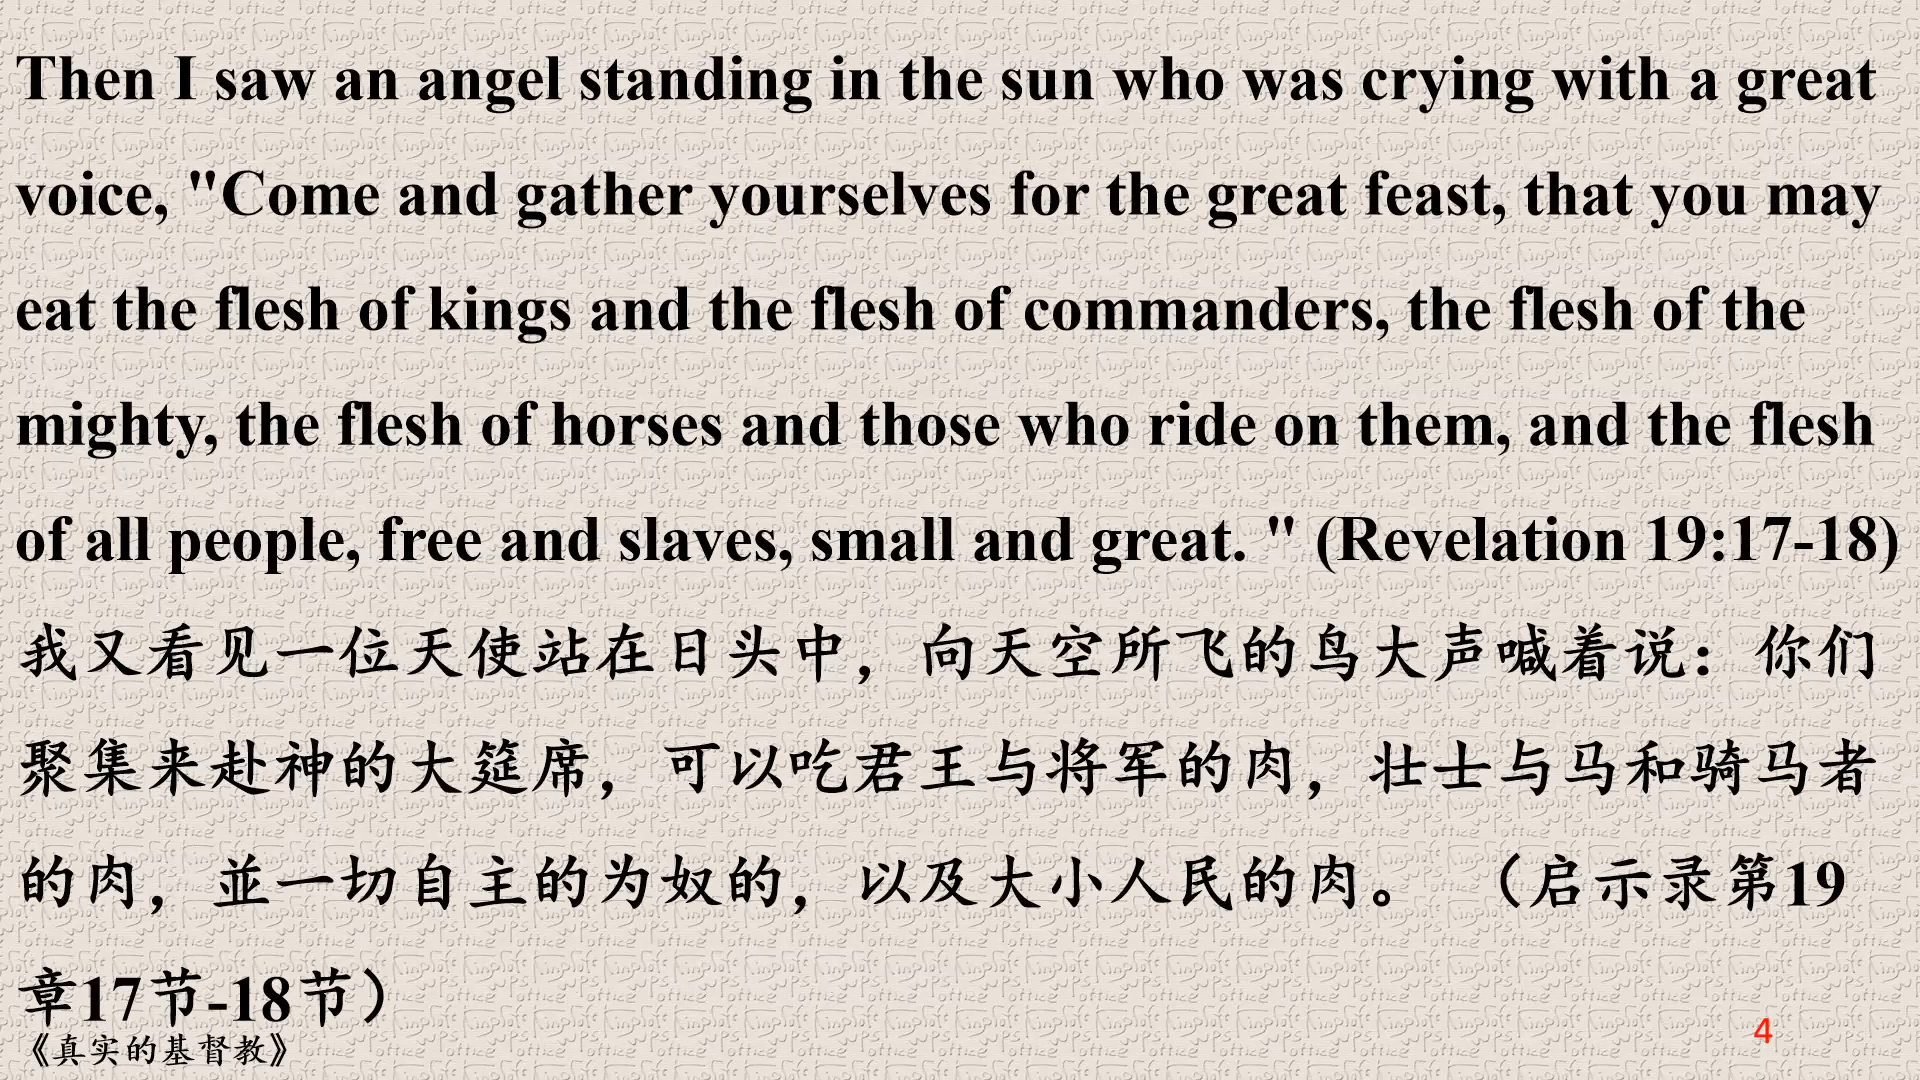 Then I saw an angel standing in the sun who was crying with a great
voice, "Come and gather yourselves for the great feast, that you may
eat the flesh of kings and the flesh of commanders, the flesh of the
mighty, the flesh of horses and those who ride on them, and the flesh
of all people, free and slaves, small and great. " (Revelation 19:17-18)
我又看见一位天使站在日头中，向天空所飞的鸟大声喊着说：你们
聚集来赴神的大筵席，可以吃君王与将军的肉，壮士与马和骑马者
的肉，並一切自主的为奴的，以及大小人民的肉。 （启示录第19
章17节-18节）
《真实的基督教》
4